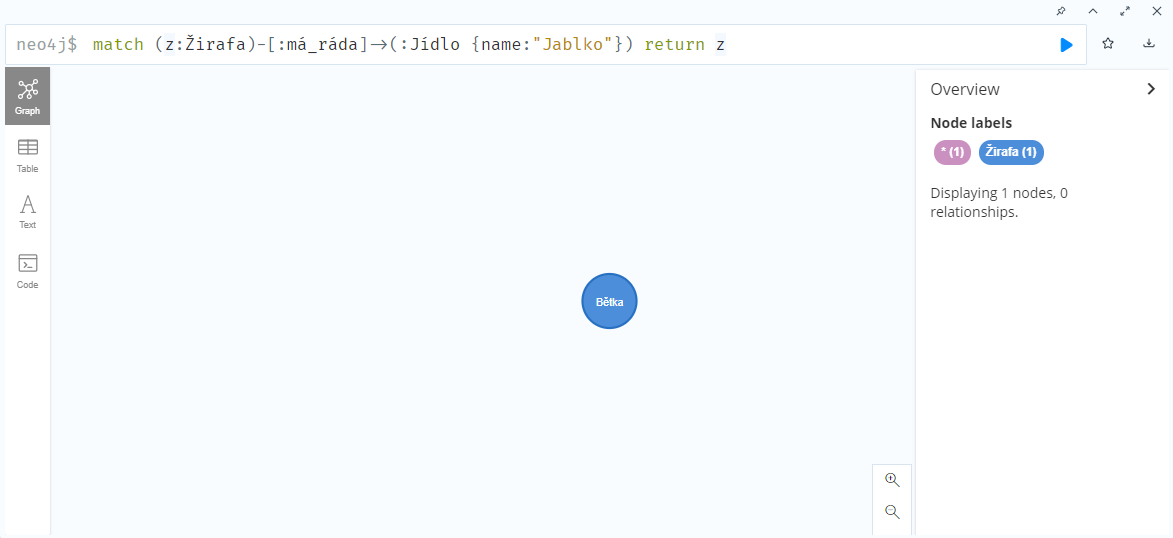 neo4j$ match (z:Žirafa)-[:má_ráda]->(:Jídlo {name:"Jablko"}) return z
Graph
Table
Text
Code
Bětka
Overview
Node labels
* (1) Žirafa (1)
Displaying 1 nodes, 0
relationships.